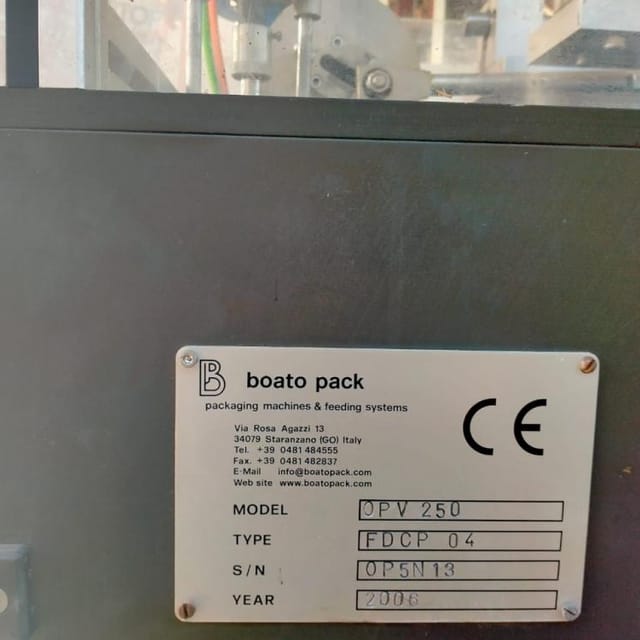 B
boato pack
packaging machines & feeding systems
CE
Via Rosa Agazzi 13
34079 Staranzano (GO) Italy
Tel. +39 0481 484555
Fax. +39 0481 482837
E-Mail info@boatopack.com
Web site www.boatopack.com
MODEL OPV 250
TYPE FDCP 04
S/N OP5N13
YEAR 2006